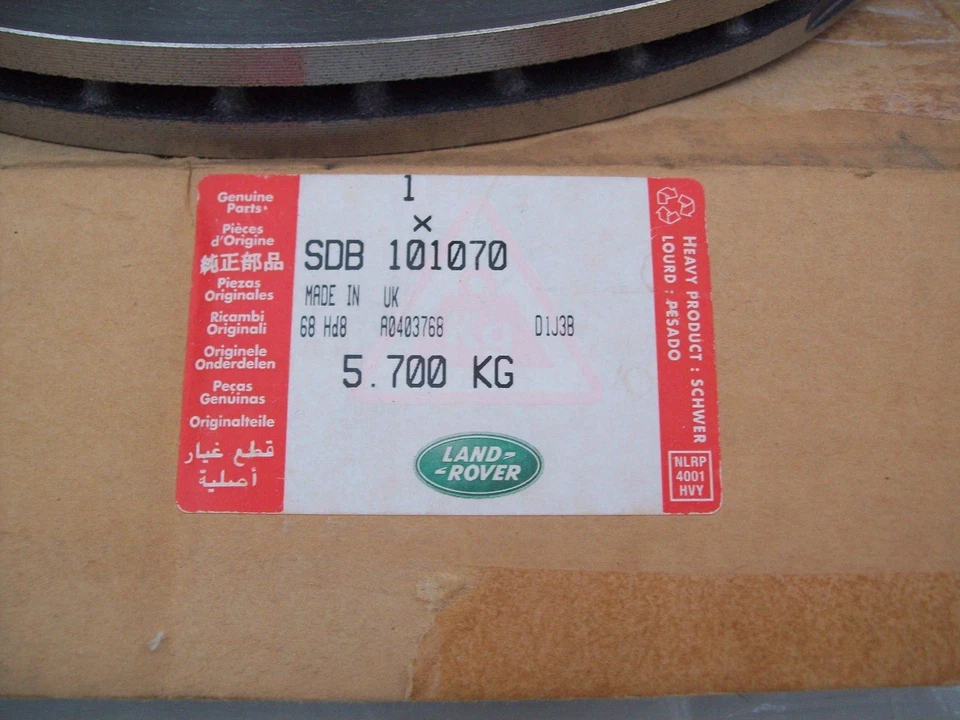 Genuine
Parts
Pièces
d'Origine
純正部品
Piezas
Originales
Ricambi
Originali
Originele
Onderdelen
Peças
Genuinas
Originalteile
قطع غيار
أصلية
1
x
SDB 101070
MADE IN UK
68 Hd8 A0403768 D1J3B
5.700 KG
LAND-
-ROVER
HEAVY PRODUCT : SCHWER
LOURD : PESADO
NLRP
4001
HVY